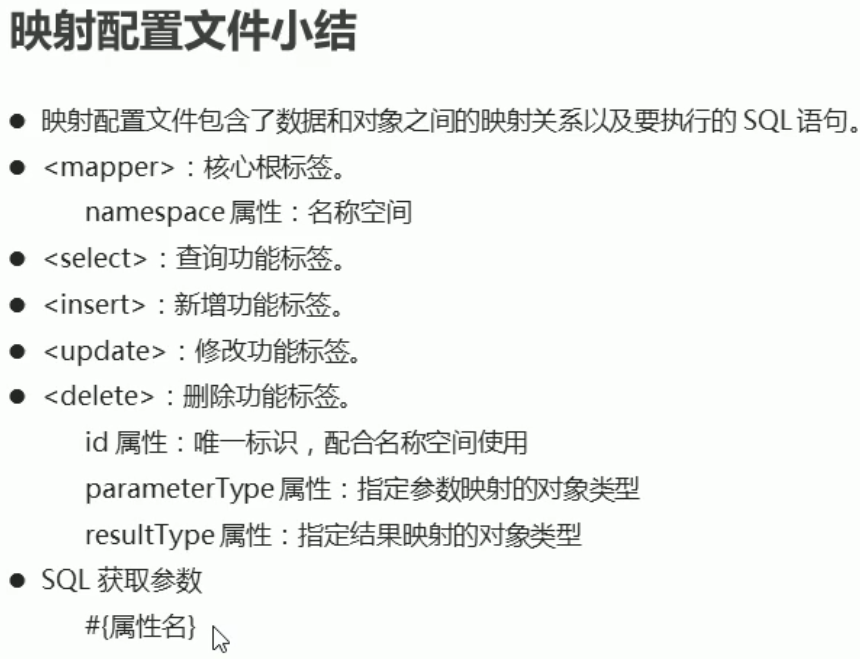 映射配置文件小结
● 映射配置文件包含了数据和对象之间的映射关系以及要执行的 SQL 语句。
● <mapper>：核心根标签。
namespace 属性：名称空间
● <select>：查询功能标签。
● <insert>：新增功能标签。
● <update>：修改功能标签。
● <delete>：删除功能标签。
id 属性：唯一标识，配合名称空间使用
parameterType 属性：指定参数映射的对象类型
resultType 属性：指定结果映射的对象类型
● SQL 获取参数
#{属性名}